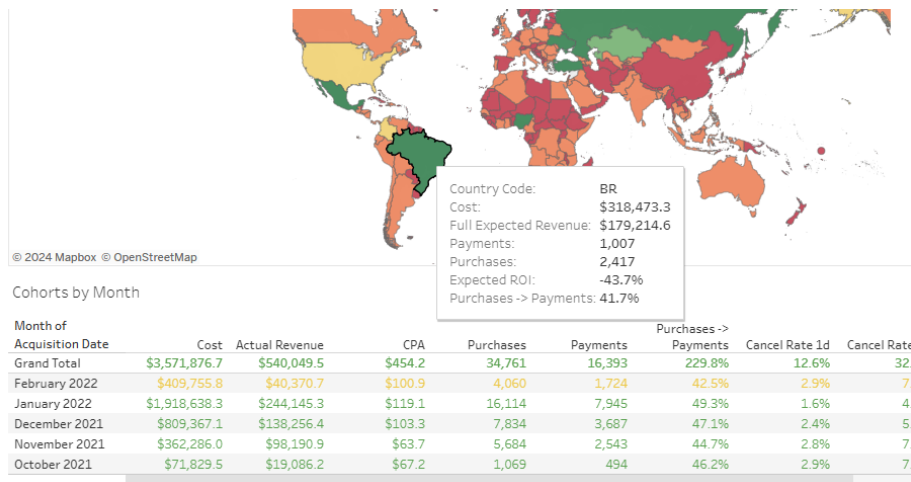 Country Code: BR
Cost: $318,473.3
Full Expected Revenue: $179,214.6
Payments: 1,007
Purchases: 2,417
Expected ROI: -43.7%
Purchases -> Payments: 41.7%
© 2024 Mapbox © OpenStreetMap
Cohorts by Month
Month of Acquisition Date Cost Actual Revenue CPA Purchases Payments Purchases -> Payments Cancel Rate 1d Cancel Rate
Grand Total $3,571,876.7 $540,049.5 $454.2 34,761 16,393 229.8% 12.6% 32.
February 2022 $409,755.8 $40,370.7 $100.9 4,060 1,724 42.5% 2.9% 7.
January 2022 $1,918,638.3 $244,145.3 $119.1 16,114 7,945 49.3% 1.6% 4.
December 2021 $809,367.1 $138,256.4 $103.3 7,834 3,687 47.1% 2.4% 5.
November 2021 $362,286.0 $98,190.9 $63.7 5,684 2,543 44.7% 2.8% 7.
October 2021 $71,829.5 $19,086.2 $67.2 1,069 494 46.2% 2.9% 7.